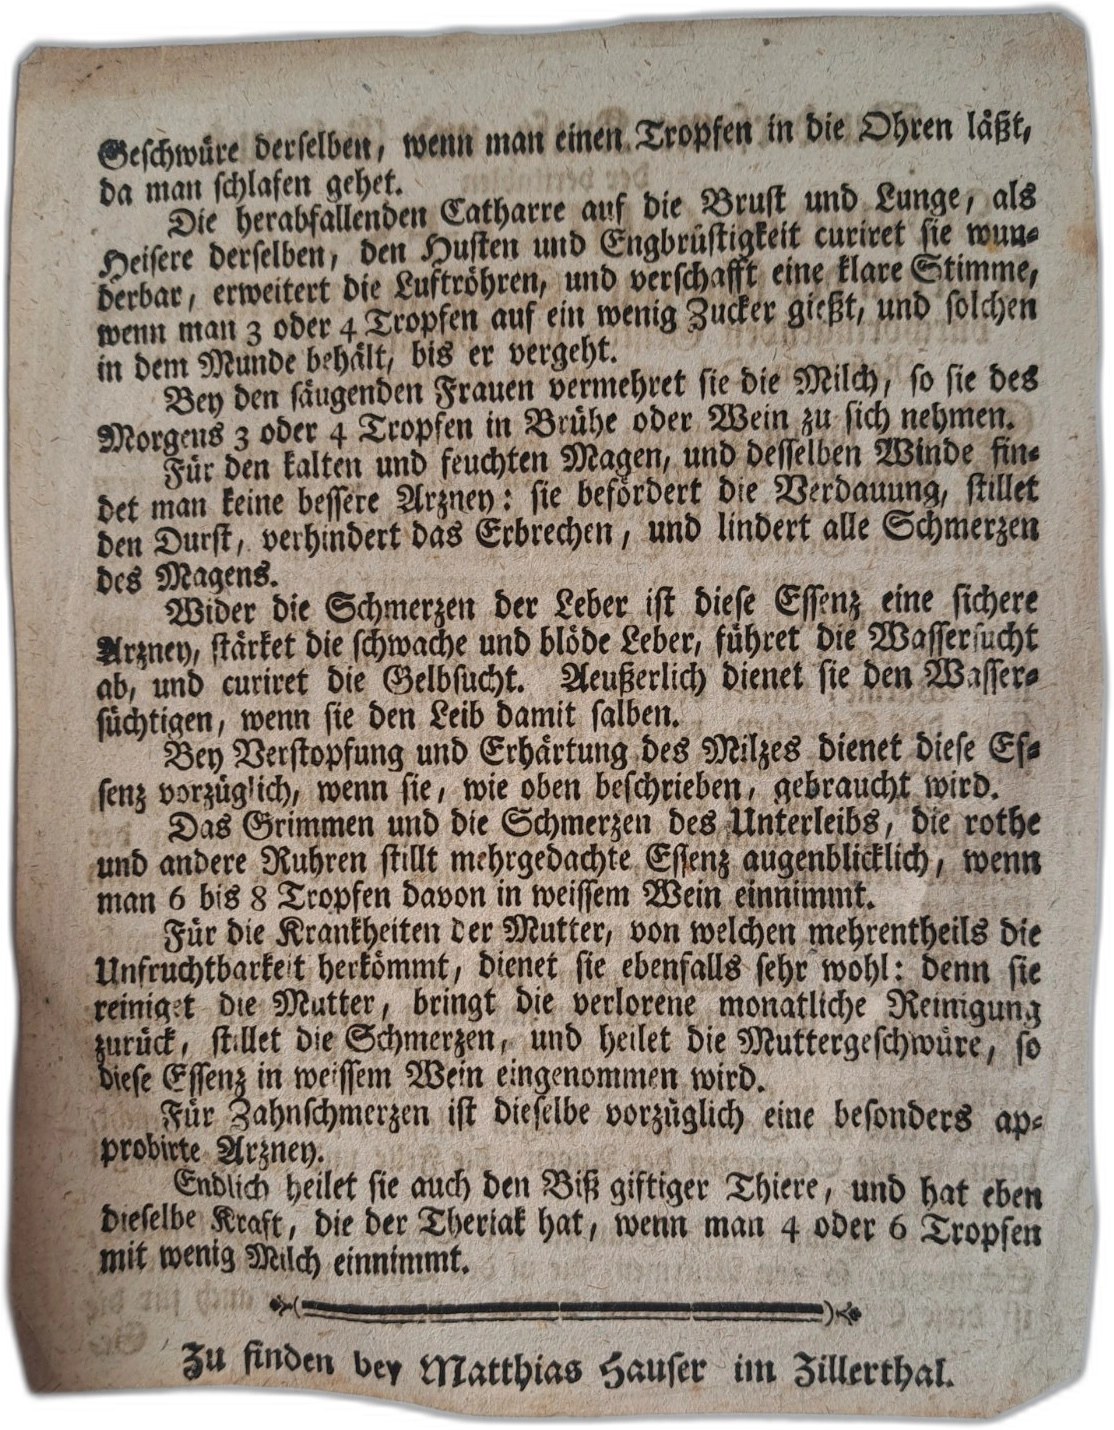 Geschwüre derselben, wenn man einen Tropfen in die Ohren läßt,
da man schlafen gehet.
Die herabfallenden Catharre auf die Brust und Lunge, als
Heisere derselben, den Husten und Engbrüstigkeit curiret sie wun-
derbar, erweitert die Luftröhren, und verschafft eine klare Stimme,
wenn man 3 oder 4 Tropfen auf ein wenig Zucker gießt, und solchen
in dem Munde behält, bis er vergeht.
Bey den säugenden Frauen vermehret sie die Milch, so sie des
Morgens 3 oder 4 Tropfen in Brühe oder Wein zu sich nehmen.
Für den kalten und feuchten Magen, und desselben Winde fin-
det man keine bessere Arzney: sie befördert die Verdauung, stillet
den Durst, verhindert das Erbrechen, und lindert alle Schmerzen
des Magens.
Wider die Schmerzen der Leber ist diese Essenz eine sichere
Arzney, stärket die schwache und blöde Leber, führet die Wassersucht
ab, und curiret die Gelbsucht. Aeußerlich dienet sie den Wasser-
süchtigen, wenn sie den Leib damit salben.
Bey Verstopfung und Erhärtung des Milzes dienet diese Es-
senz vorzüglich, wenn sie, wie oben beschrieben, gebraucht wird.
Das Grimmen und die Schmerzen des Unterleibs, die rothe
und andere Ruhren stillt mehrgedachte Essenz augenblicklich, wenn
man 6 bis 8 Tropfen davon in weissem Wein einnimmt.
Für die Krankheiten der Mutter, von welchen mehrentheils die
Unfruchtbarkeit herkömmt, dienet sie ebenfalls sehr wohl: denn sie
reiniget die Mutter, bringt die verlorene monatliche Reinigung
zurück, stillet die Schmerzen, und heilet die Muttergeschwüre, so
diese Essenz in weissem Wein eingenommen wird.
Für Zahnschmerzen ist dieselbe vorzüglich eine besonders ap-
probirte Arzney.
Endlich heilet sie auch den Biß giftiger Thiere, und hat eben
dieselbe Kraft, die der Theriak hat, wenn man 4 oder 6 Tropfen
mit wenig Milch einnimmt.
Zu finden bey Matthias Hauser im Zillerthal.